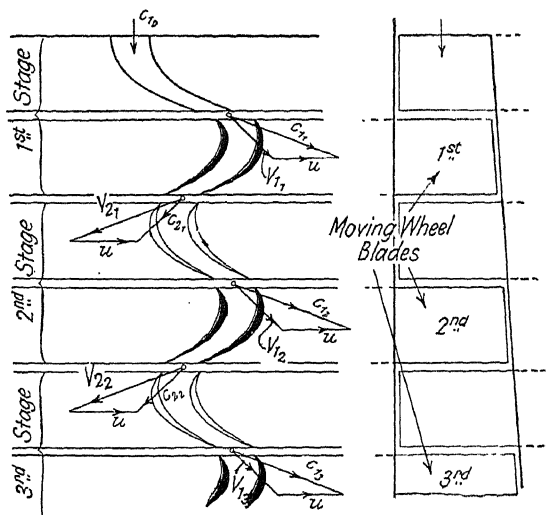 c₁₀
Stage
1st
c₁₁
u
V₁₁
V₂₁
c₂₁
u
Stage
2nd
c₁₂
u
V₁₂
V₂₂
c₂₂
u
Stage
3rd
c₁₃
V₁₃
u
1st
Moving Wheel
Blades
2nd
3rd